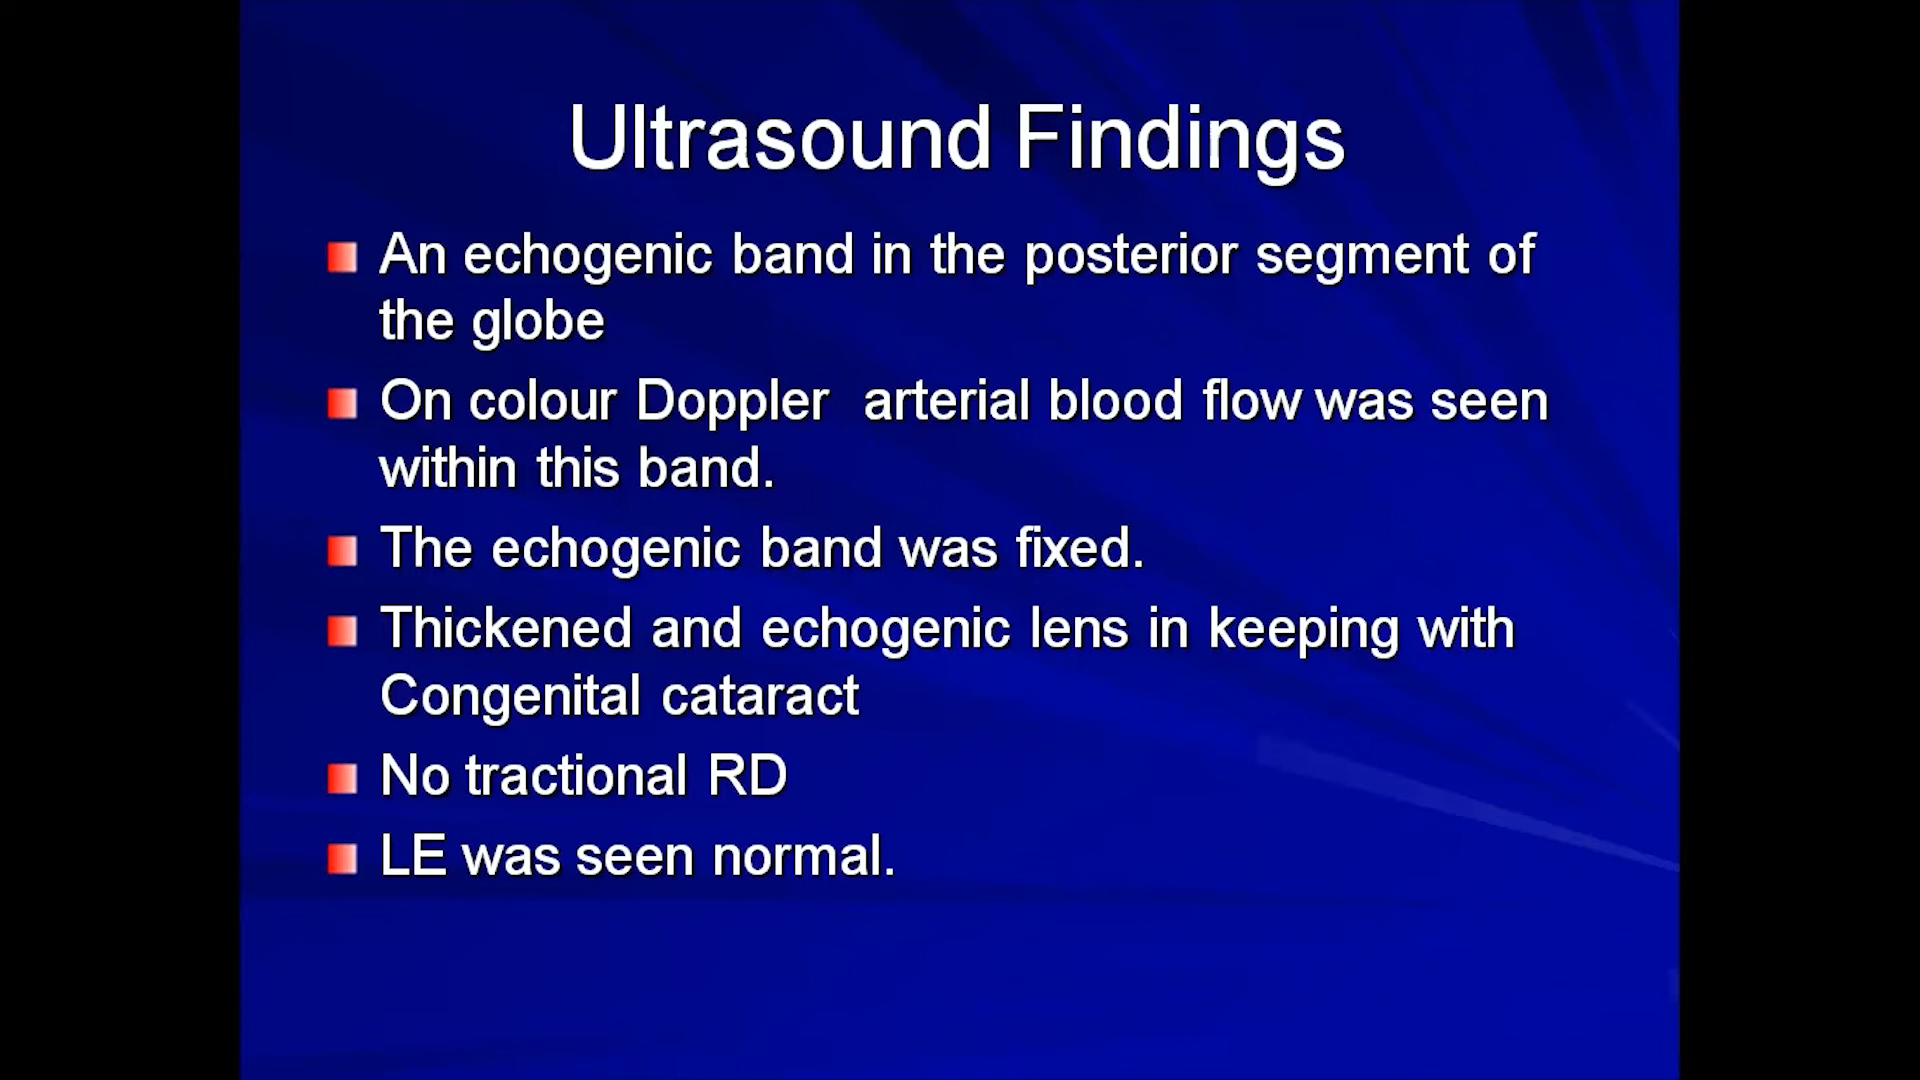 Ultrasound Findings
An echogenic band in the posterior segment of
the globe
On colour Doppler  arterial blood flow was seen
within this band.
The echogenic band was fixed.
Thickened and echogenic lens in keeping with
Congenital cataract
No tractional RD
LE was seen normal.